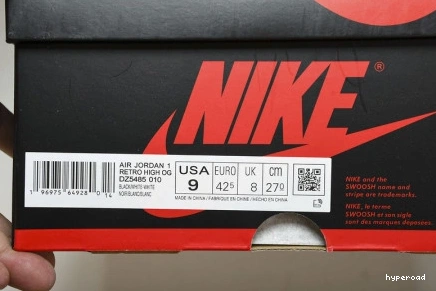 NIKE®
AIR JORDAN 1
RETRO HIGH OG
DZ5485 010
BLACK/WHITE-WHITE
NOIR/BLANC/BLANC
USA
9
EURO
42.5
UK
8
cm
27.0
1 96975 64928 0 1 4
MADE IN CHINA / FABRIQUE EN CHINE / HECHO EN CHINA
NIKE and the
SWOOSH name and
stripe are trademarks.
NIKE, le terme
SWOOSH et son sigle
sont des marques déposées.
hyperoad